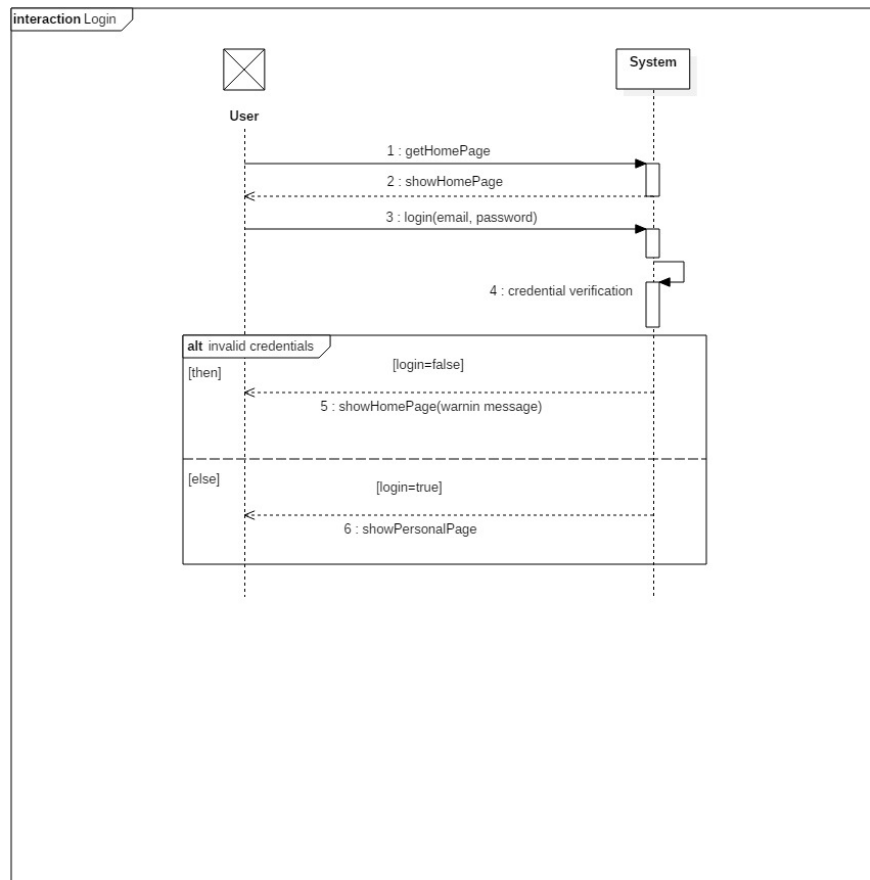 interaction Login
System
User
1 : getHomePage
2 : showHomePage
3 : login(email, password)
4 : credential verification
alt invalid credentials
[login=false]
[then]
5 : showHomePage(warnin message)
[else]
[login=true]
6 : showPersonalPage